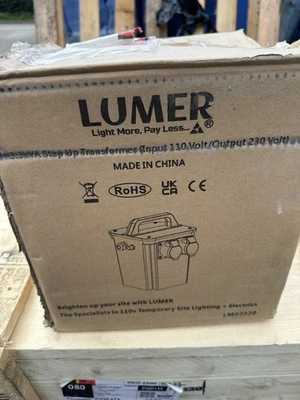 LUMER
®
Light More, Pay Less...
Step Up Transformer (Input 110 Volt/Output 230 Volt)
MADE IN CHINA
RoHS UK CA CE
Brighten up your site with LUMER
The Specialists in 110v Temporary Site Lighting + Electrics
080